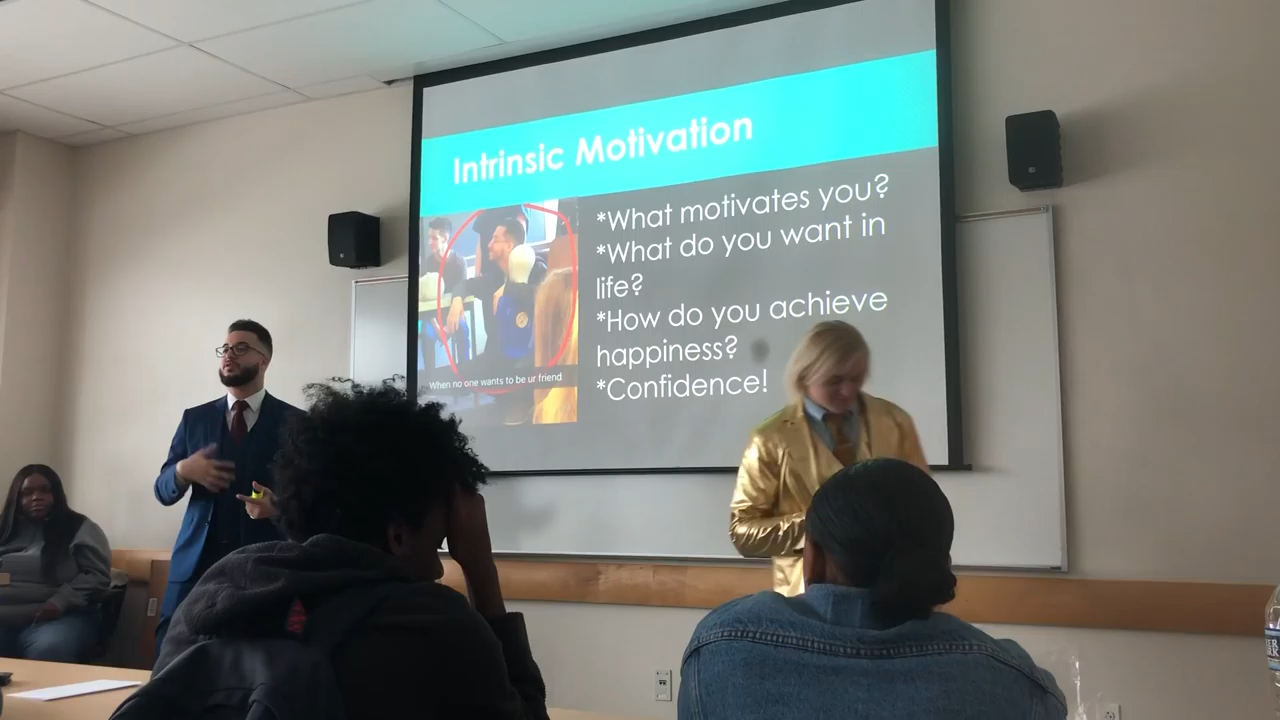 Intrinsic Motivation
*What motivates you?
*What do you want in
life?
*How do you achieve
happiness?
*Confidence!
When no one wants to be ur friend